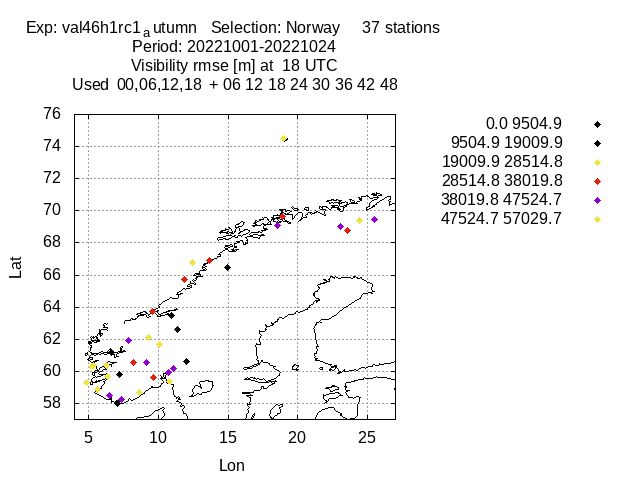 Exp: val46h1rc1autumn Selection: Norway 37 stations
Period: 20221001-20221024
Visibility rmse [m] at 18 UTC
Used 00,06,12,18 + 06 12 18 24 30 36 42 48
76
74
72
70
68
66
64
62
60
58
Lat
5 10 15 20 25
Lon
0.0 9504.9
9504.9 19009.9
19009.9 28514.8
28514.8 38019.8
38019.8 47524.7
47524.7 57029.7